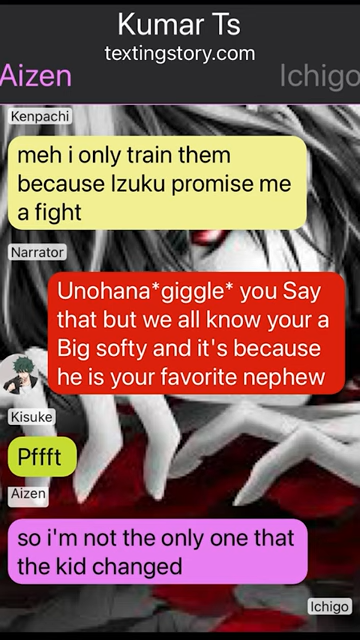 Kumar Ts
textingstory.com
Aizen
Ichigo
Kenpachi
meh i only train them
because Izuku promise me
a fight
Narrator
Unohana*giggle* you Say
that but we all know your a
Big softy and it's because
he is your favorite nephew
Kisuke
Pffft
Aizen
so i'm not the only one that
the kid changed
Ichigo